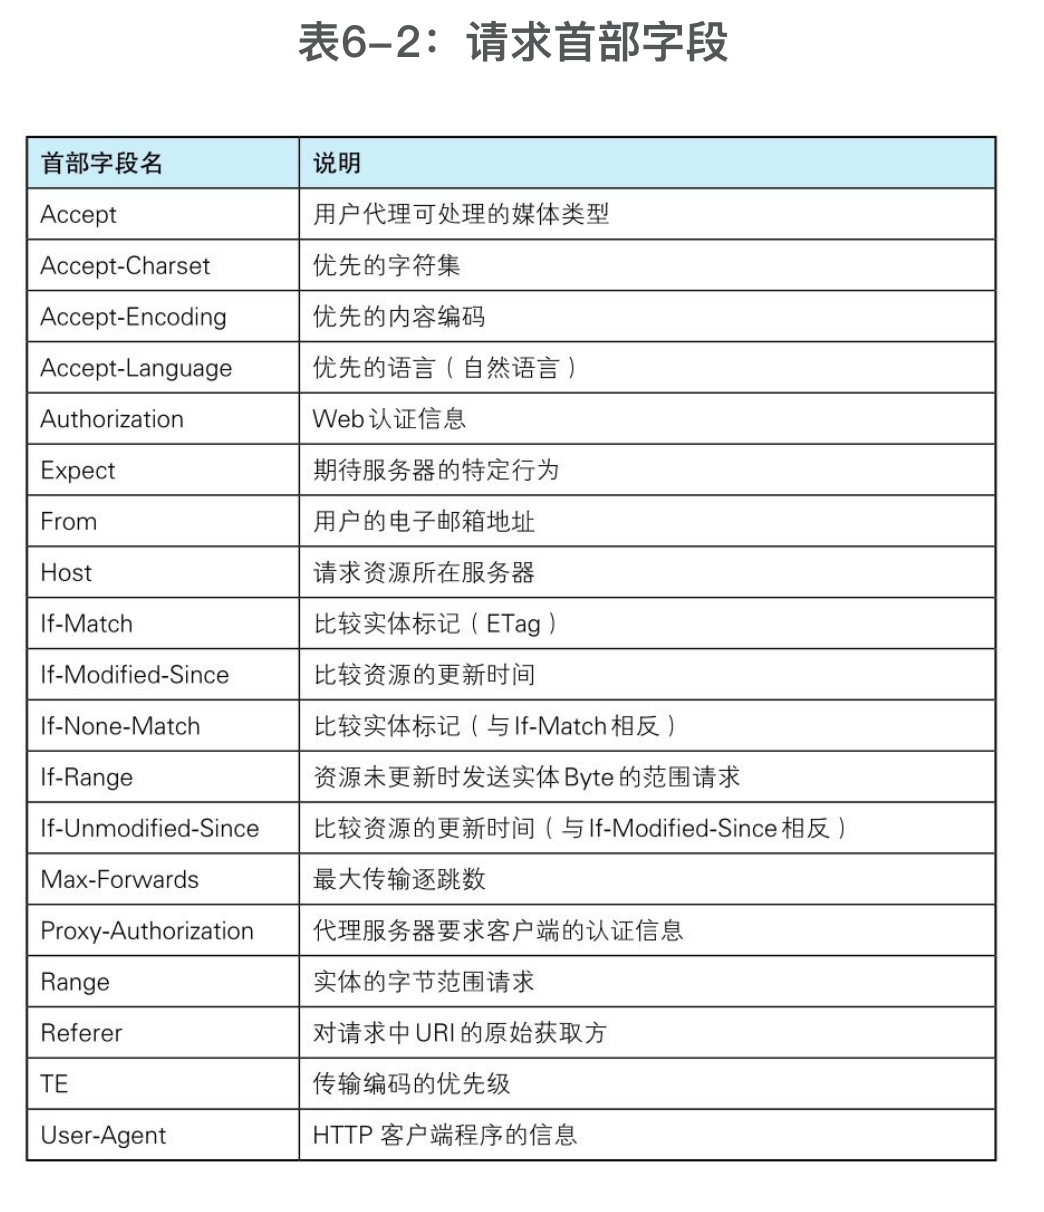 表6-2：请求首部字段
首部字段名 说明
Accept 用户代理可处理的媒体类型
Accept-Charset 优先的字符集
Accept-Encoding 优先的内容编码
Accept-Language 优先的语言（自然语言）
Authorization Web认证信息
Expect 期待服务器的特定行为
From 用户的电子邮箱地址
Host 请求资源所在服务器
If-Match 比较实体标记（ETag）
If-Modified-Since 比较资源的更新时间
If-None-Match 比较实体标记（与If-Match相反）
If-Range 资源未更新时发送实体Byte的范围请求
If-Unmodified-Since 比较资源的更新时间（与If-Modified-Since相反）
Max-Forwards 最大传输逐跳数
Proxy-Authorization 代理服务器要求客户端的认证信息
Range 实体的字节范围请求
Referer 对请求中URI的原始获取方
TE 传输编码的优先级
User-Agent HTTP 客户端程序的信息